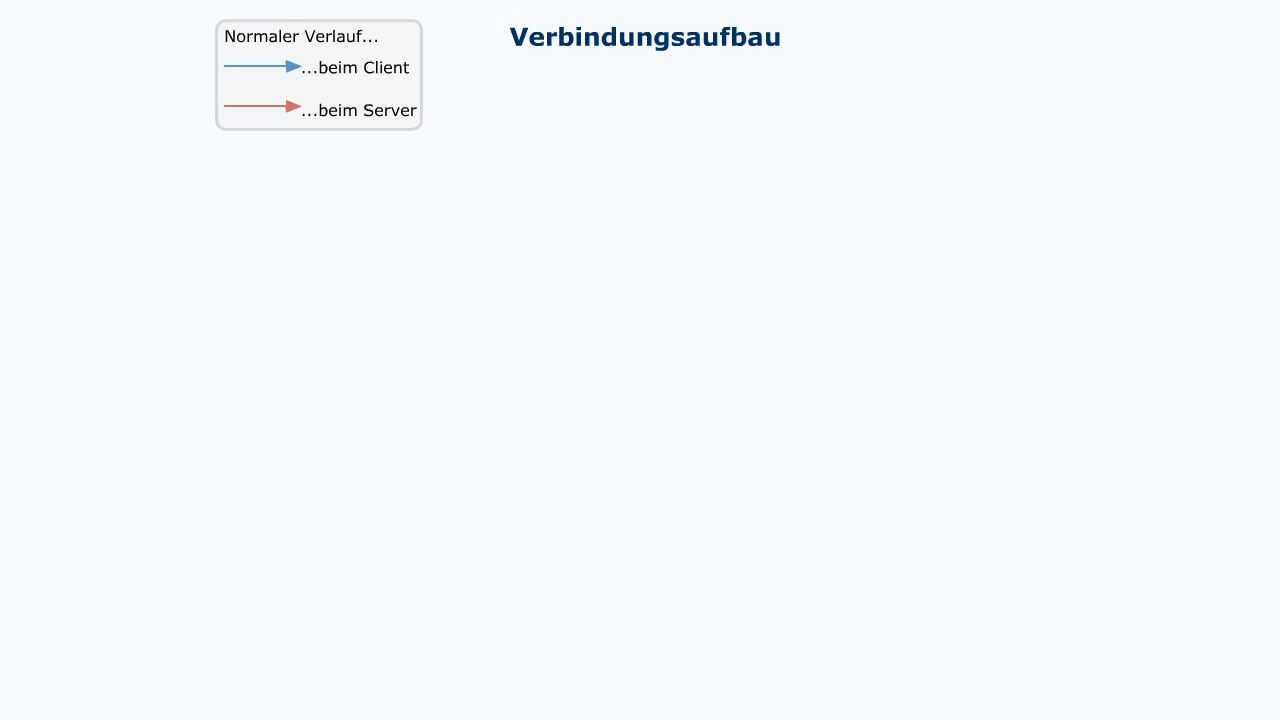 Verbindungsaufbau
Normaler Verlauf...
...beim Client
...beim Server